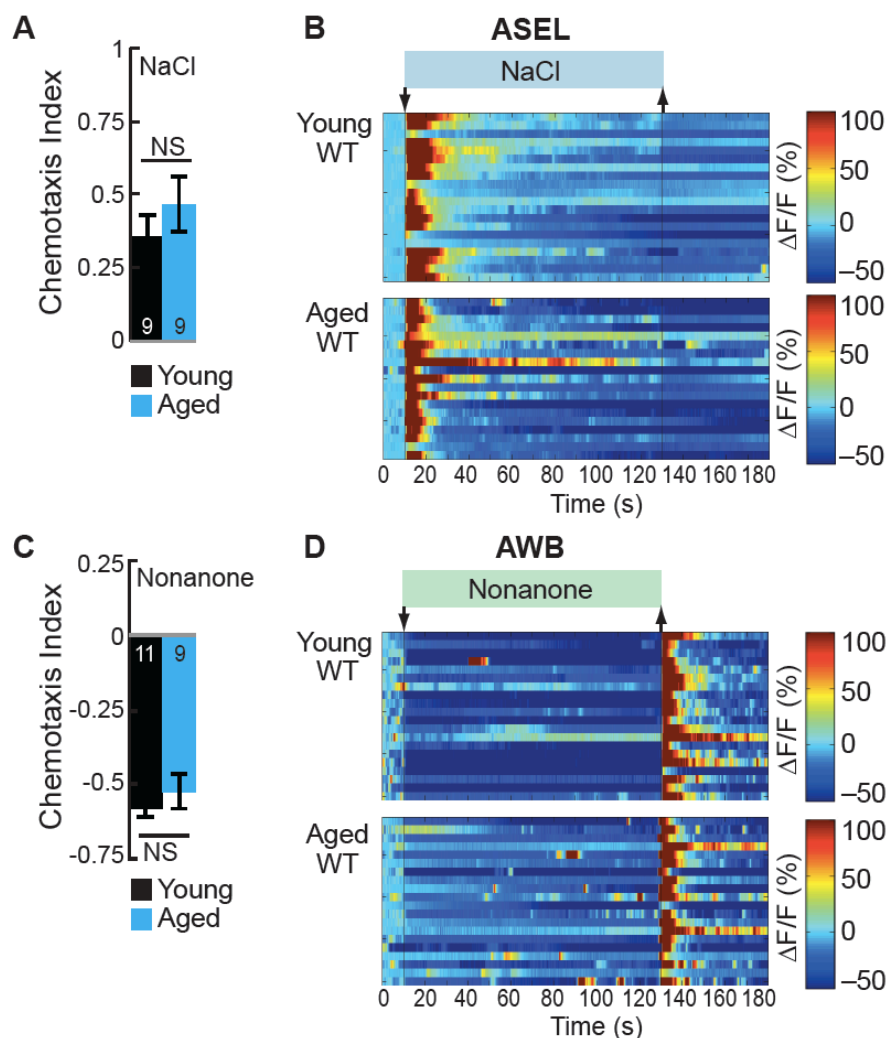 A
Chemotaxis Index
1
0.75
0.5
0.25
0
NaCl
NS
9 9
Young
Aged
B
ASEL
NaCl
Young
WT
100
50
0
–50
ΔF/F (%)
Aged
WT
100
50
0
–50
ΔF/F (%)
0 20 40 60 80 100 120 140 160 180
Time (s)
C
Chemotaxis Index
0.25
0
-0.25
-0.5
-0.75
Nonanone
11 9
NS
Young
Aged
D
AWB
Nonanone
Young
WT
100
50
0
–50
ΔF/F (%)
Aged
WT
100
50
0
–50
ΔF/F (%)
0 20 40 60 80 100 120 140 160 180
Time (s)